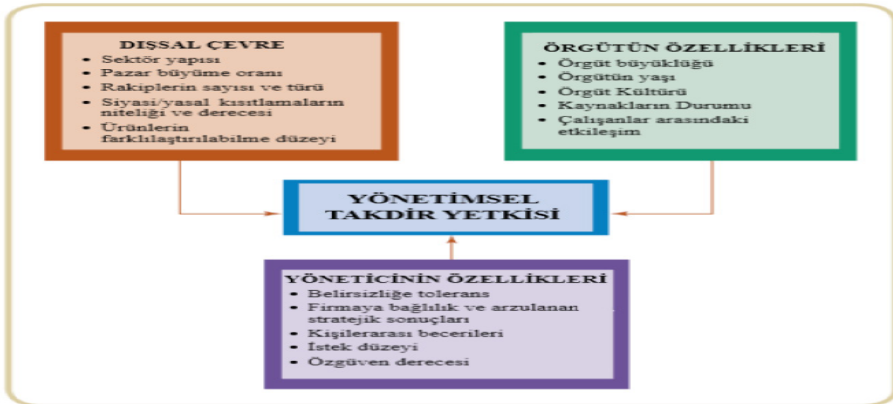 DIŞSAL ÇEVRE
• Sektör yapısı
• Pazar büyüme oranı
• Rakiplerin sayısı ve türü
• Siyasi/yasal kısıtlamaların
niteliği ve derecesi
• Ürünlerin
farklılaştırılabilme düzeyi
ÖRGÜTÜN ÖZELLİKLERİ
• Örgüt büyüklüğü
• Örgütün yaşı
• Örgüt Kültürü
• Kaynakların Durumu
• Çalışanlar arasındaki
etkileşim
YÖNETİMSEL
TAKDİR YETKİSİ
YÖNETİCİNİN ÖZELLİKLERİ
• Belirsizliğe tolerans
• Firmaya bağlılık ve arzulanan
stratejik sonuçları
• Kişilerarası becerileri
• İstek düzeyi
• Özgüven derecesi